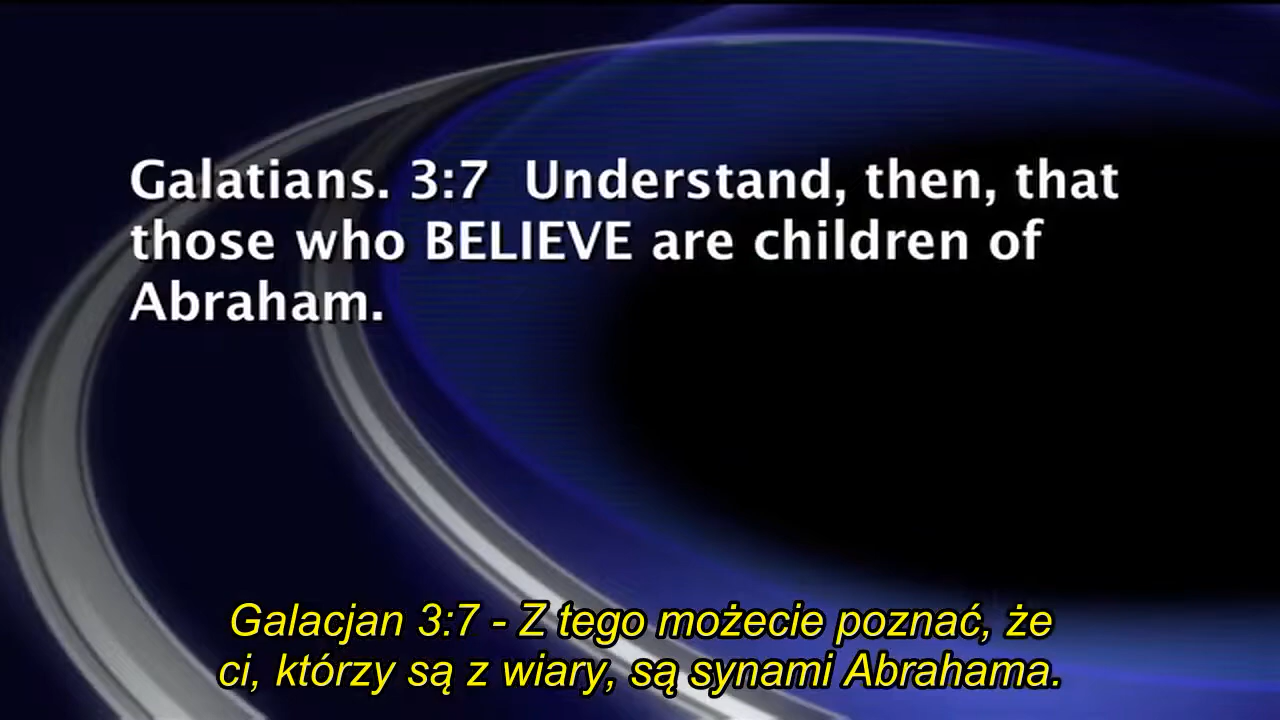 Galatians. 3:7  Understand, then, that
those who BELIEVE are children of
Abraham.
Galacjan 3:7 - Z tego możecie poznać, że
ci, którzy są z wiary, są synami Abrahama.